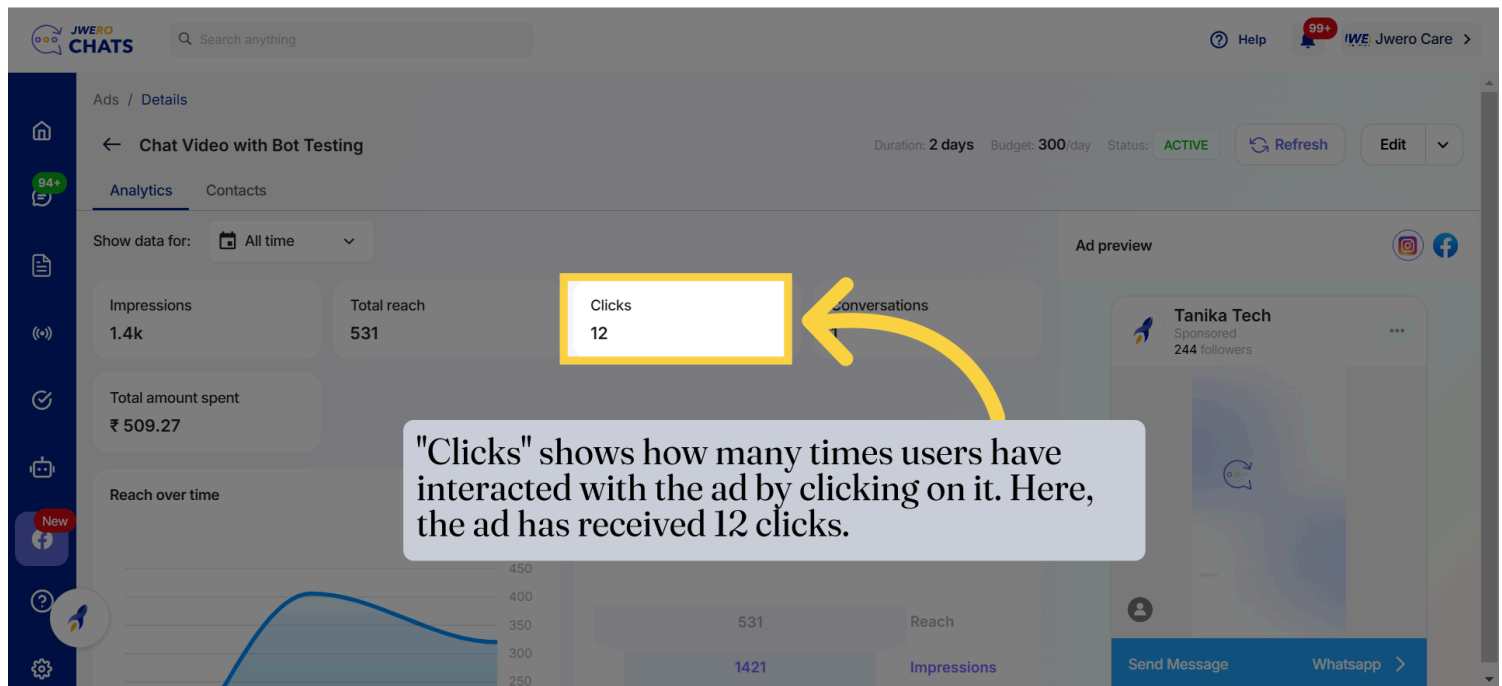 JWERO
CHATS
Search anything
Help
99+
Jwero Care
Ads / Details
Chat Video with Bot Testing
Duration: 2 days Budget: 300/day Status: ACTIVE
Refresh
Edit
94+
Analytics Contacts
Show data for: All time
Ad preview
Impressions
1.4k
Total reach
531
Clicks
12
Conversations
1
Tanika Tech
Sponsored
244 followers
Total amount spent
₹ 509.27
"Clicks" shows how many times users have
interacted with the ad by clicking on it. Here,
the ad has received 12 clicks.
Reach over time
New
450
400
350
300
250
531 Reach
1421 Impressions
Send Message Whatsapp